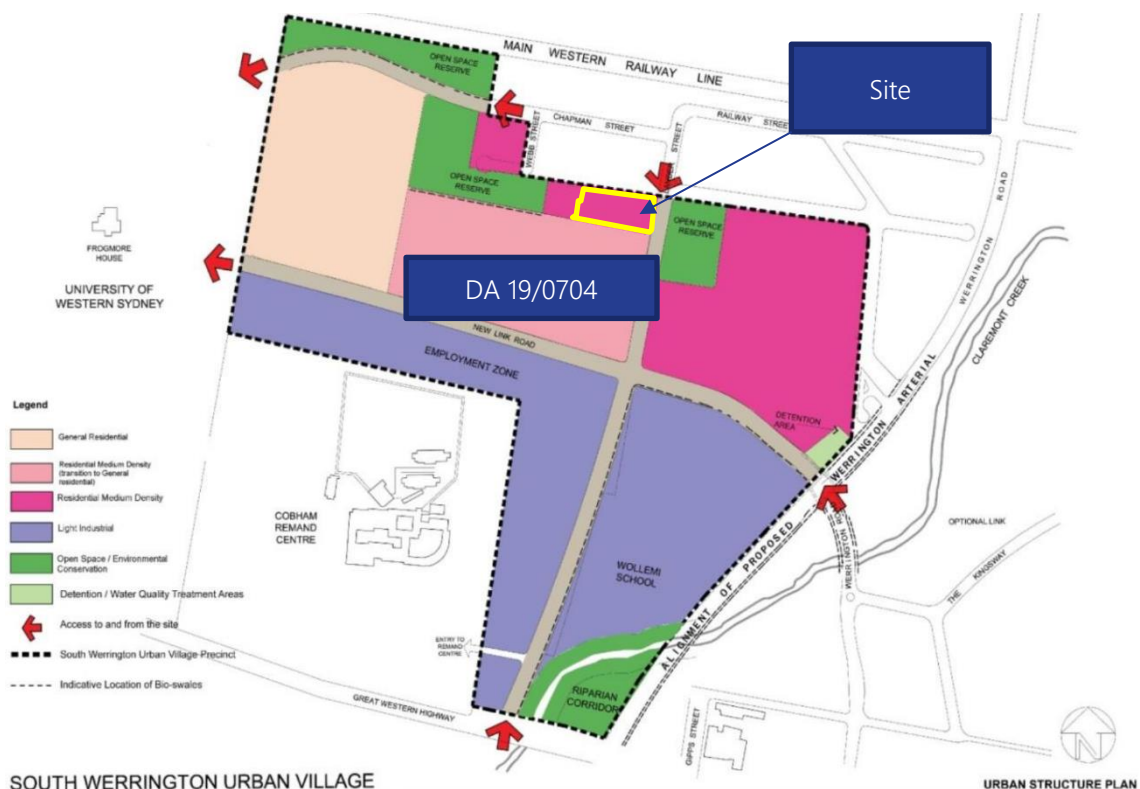 MAIN WESTERN RAILWAY LINE
Site
OPEN SPACE
RESERVE
CHAPMAN STREET
RAILWAY STREET
WEBB STREET
STREET
OPEN SPACE
RESERVE
OPEN SPACE
RESERVE
WERRINGTON ROAD
CLAREMONT CREEK
FROGMORE
HOUSE
UNIVERSITY OF
WESTERN SYDNEY
DA 19/0704
NEW LINK ROAD
EMPLOYMENT ZONE
DETENTION
AREA
ALIGNMENT OF PROPOSED WERRINGTON ARTERIAL
Legend
General Residential
Residential Medium Density
(transition to General
residential)
Residential Medium Density
Light Industrial
Open Space / Environmental
Conservation
Detention / Water Quality Treatment Areas
Access to and from the site
South Werrington Urban Village Precinct
Indicative Location of Bio-swales
COBHAM
REMAND
CENTRE
WOLLEMI
SCHOOL
OPTIONAL LINK
WERRINGTON
THE KINGSWAY
ENTRY TO
REMAND
CENTRE
RIPARIAN
CORRIDOR
GREAT WESTERN HIGHWAY
GIPPS STREET
N
SOUTH WERRINGTON URBAN VILLAGE
URBAN STRUCTURE PLAN